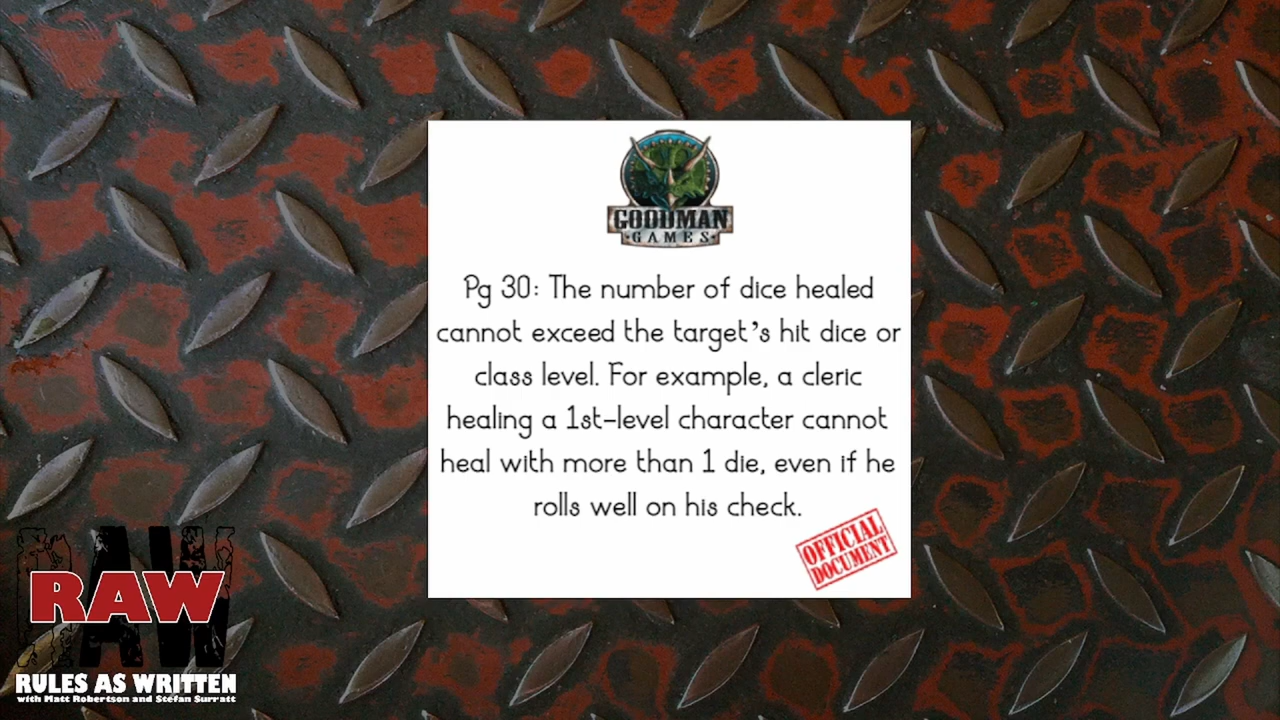 GOODMAN
GAMES
Pg 30: The number of dice healed
cannot exceed the target's hit dice or
class level. For example, a cleric
healing a 1st-level character cannot
heal with more than 1 die, even if he
rolls well on his check.
OFFICIAL
DOCUMENT
RAW
RAW
RULES AS WRITTEN
with Matt Robertson and Stefan Surratt